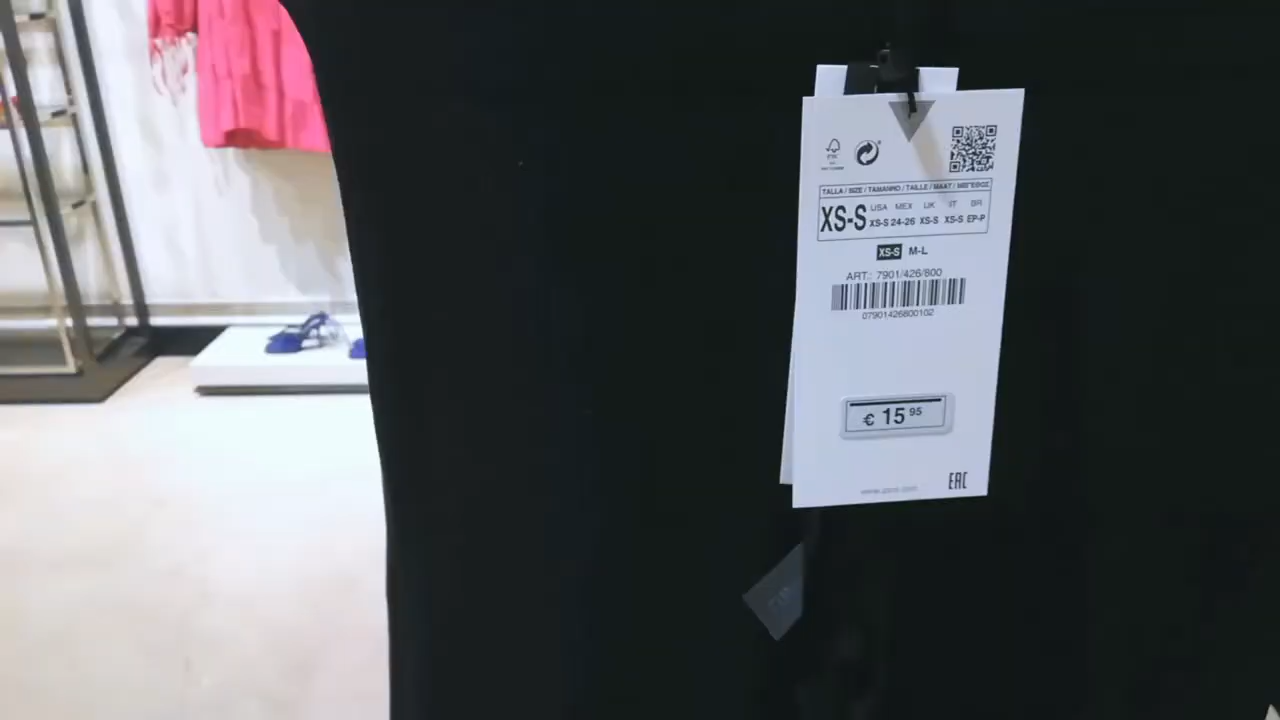 TALLA / SIZE / TAMANHO / TAILLE / MAAT / ΜΕΓΕΘΟΣ
XS-S
USA MEX UK IT BR
XS-S 24-26 XS-S XS-S EP-P
XS-S M-L
ART.: 7901/426/800
07901426800102
€ 15 95
EAC